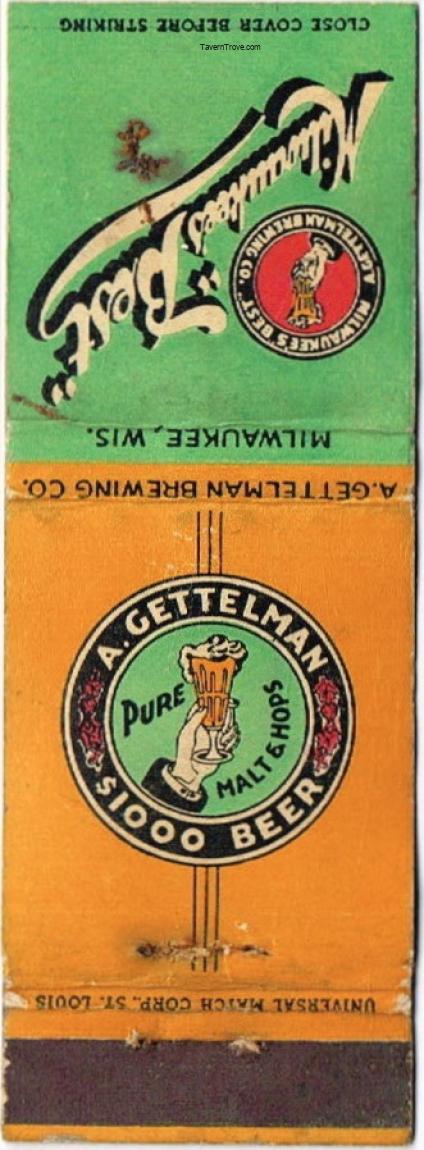 CLOSE COVER BEFORE STRIKING
TavernTrove.com
Milwaukee's
"Best"
MILWAUKEE'S "BEST"
A. GETTELMAN BREWING CO.
MILWAUKEE, WIS.
A. GETTELMAN BREWING CO.
A. GETTELMAN
PURE
MALT & HOPS
$1000 BEER
UNIVERSAL MATCH CORP., ST. LOUIS